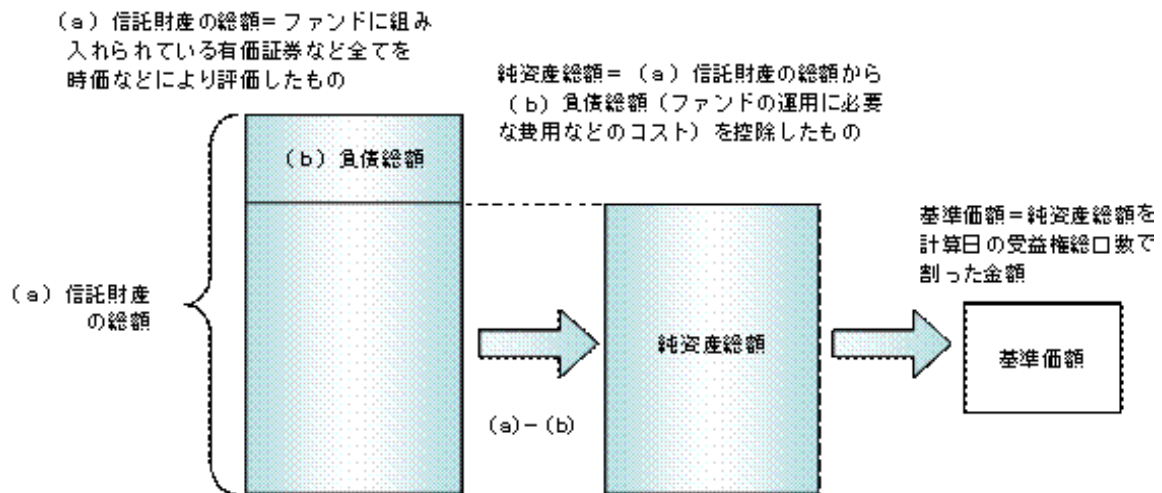 (a)信託財産の総額=ファンドに組み
入れられている有価証券など全てを
時価などにより評価したもの
純資産総額=(a)信託財産の総額から
(b)負債総額(ファンドの運用に必要
な費用などのコスト)を控除したもの
(b)負債総額
基準価額=純資産総額を
計算日の受益権総口数で
割った金額
(a)信託財産
の総額
純資産総額
基準価額
(a)-(b)